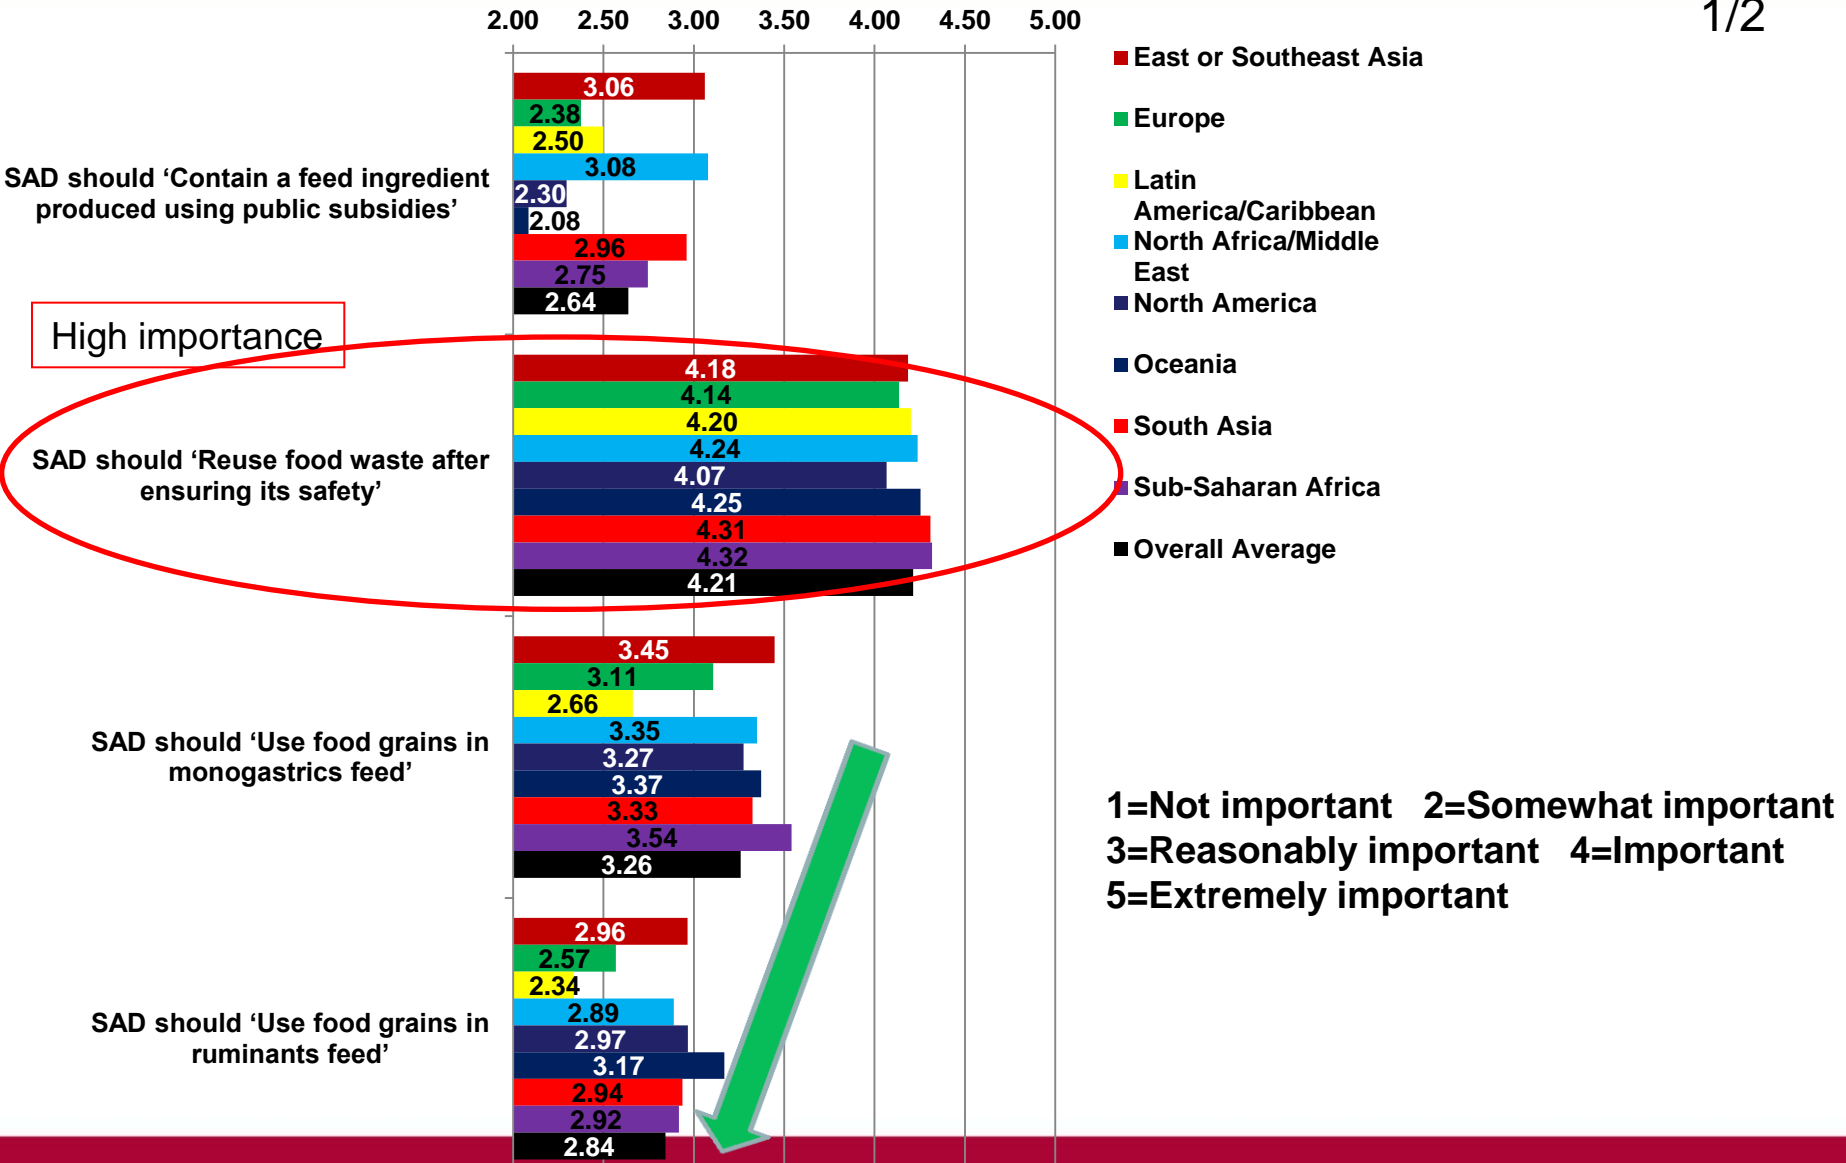 1/2
2.00 2.50 3.00 3.50 4.00 4.50 5.00
SAD should ‘Contain a feed ingredient
produced using public subsidies’
3.06
2.38
2.50
3.08
2.30
2.08
2.96
2.75
2.64
High importance
SAD should ‘Reuse food waste after
ensuring its safety’
4.18
4.14
4.20
4.24
4.07
4.25
4.31
4.32
4.21
SAD should ‘Use food grains in
monogastrics feed’
3.45
3.11
2.66
3.35
3.27
3.37
3.33
3.54
3.26
SAD should ‘Use food grains in
ruminants feed’
2.96
2.57
2.34
2.89
2.97
3.17
2.94
2.92
2.84
East or Southeast Asia
Europe
Latin
America/Caribbean
North Africa/Middle
East
North America
Oceania
South Asia
Sub-Saharan Africa
Overall Average
1=Not important 2=Somewhat important
3=Reasonably important 4=Important
5=Extremely important